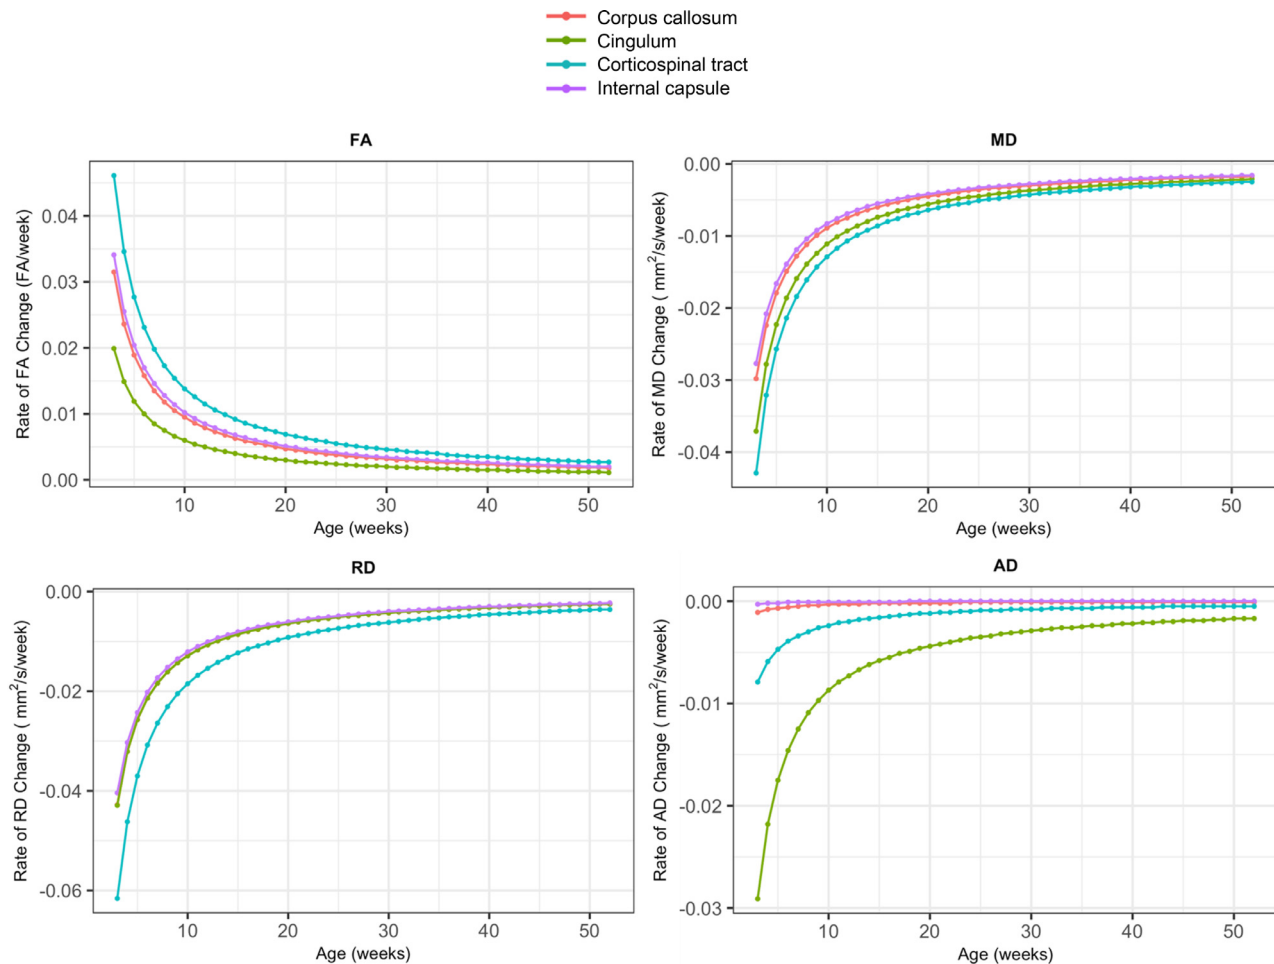 Corpus callosum
Cingulum
Corticospinal tract
Internal capsule
FA
Rate of FA Change (FA/week)
0.04
0.03
0.02
0.01
0.00
10 20 30 40 50
Age (weeks)
MD
Rate of MD Change ( mm²/s/week)
0.00
-0.01
-0.02
-0.03
-0.04
10 20 30 40 50
Age (weeks)
RD
Rate of RD Change ( mm²/s/week)
0.00
-0.02
-0.04
-0.06
10 20 30 40 50
Age (weeks)
AD
Rate of AD Change ( mm²/s/week)
0.00
-0.01
-0.02
-0.03
10 20 30 40 50
Age (weeks)